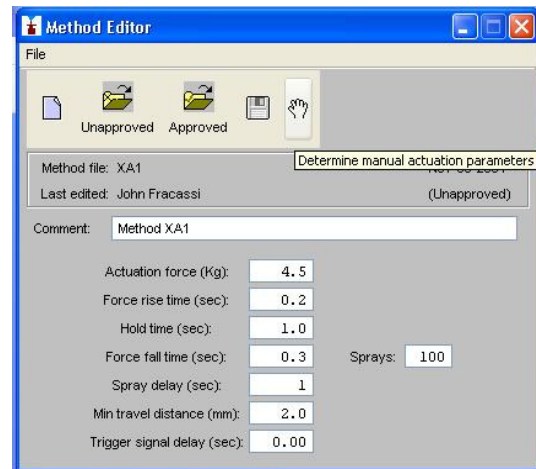 Method Editor
File
Unapproved Approved
Determine manual actuation parameters
Method file: XA1
Last edited: John Fracassi (Unapproved)
Comment: Method XA1
Actuation force (Kg): 4.5
Force rise time (sec): 0.2
Hold time (sec): 1.0
Force fall time (sec): 0.3 Sprays: 100
Spray delay (sec): 1
Min travel distance (mm): 2.0
Trigger signal delay (sec): 0.00